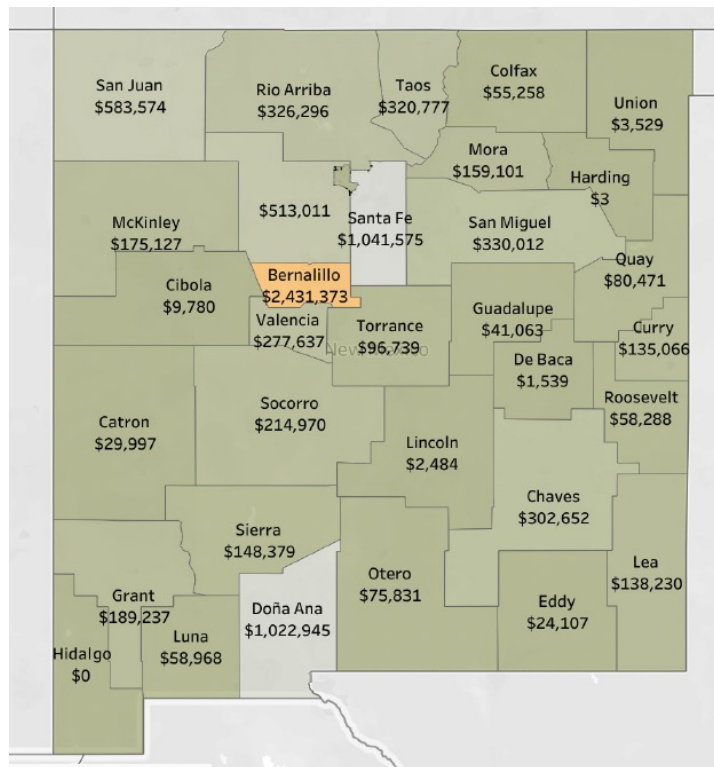 San Juan
$583,574
Rio Arriba
$326,296
Taos
$320,777
Colfax
$55,258
Union
$3,529
Mora
$159,101
Harding
$3
McKinley
$175,127
$513,011
Santa Fe
$1,041,575
San Miguel
$330,012
Quay
$80,471
Cibola
$9,780
Bernalillo
$2,431,373
Valencia
$277,637
Torrance
$96,739
New Mexico
Guadalupe
$41,063
Curry
$135,066
De Baca
$1,539
Roosevelt
$58,288
Catron
$29,997
Socorro
$214,970
Lincoln
$2,484
Chaves
$302,652
Sierra
$148,379
Otero
$75,831
Lea
$138,230
Grant
$189,237
Luna
$58,968
Doña Ana
$1,022,945
Eddy
$24,107
Hidalgo
$0